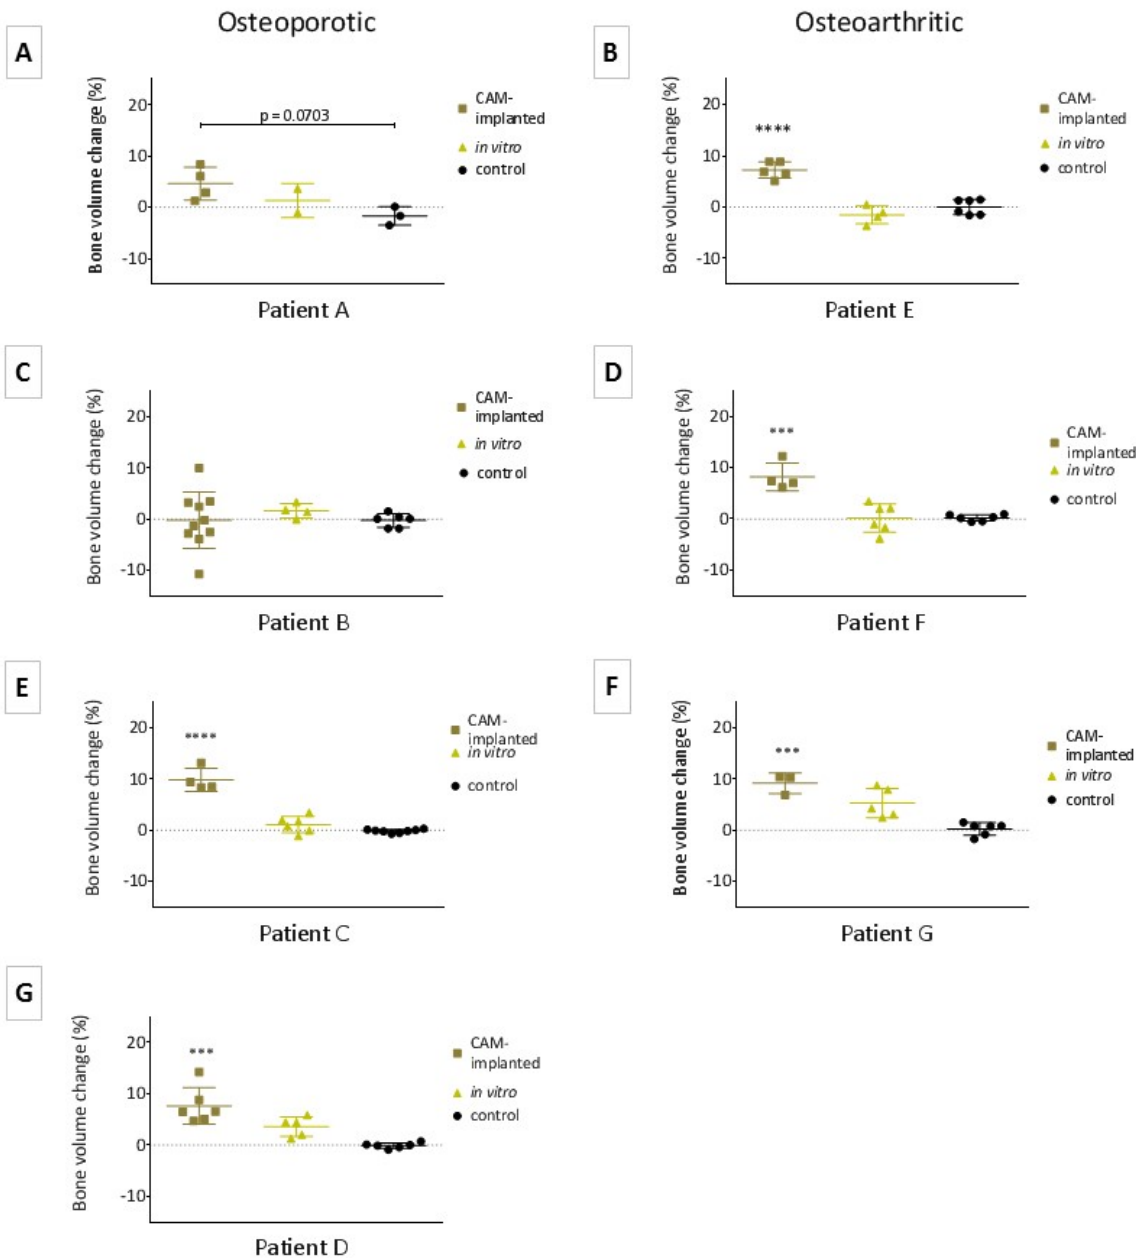 Osteoporotic
Osteoarthritic
A
Bone volume change (%)
20
10
0
-10
p = 0.0703
CAM-
implanted
in vitro
control
Patient A
B
Bone volume change (%)
20
10
0
-10
****
CAM-
implanted
in vitro
control
Patient E
C
Bone volume change (%)
20
10
0
-10
CAM-
implanted
in vitro
control
Patient B
D
Bone volume change (%)
20
10
0
-10
***
CAM-
implanted
in vitro
control
Patient F
E
Bone volume change (%)
20
10
0
-10
****
CAM-
implanted
in vitro
control
Patient C
F
Bone volume change (%)
20
10
0
-10
***
CAM-
implanted
in vitro
control
Patient G
G
Bone volume change (%)
20
10
0
-10
***
CAM-
implanted
in vitro
control
Patient D